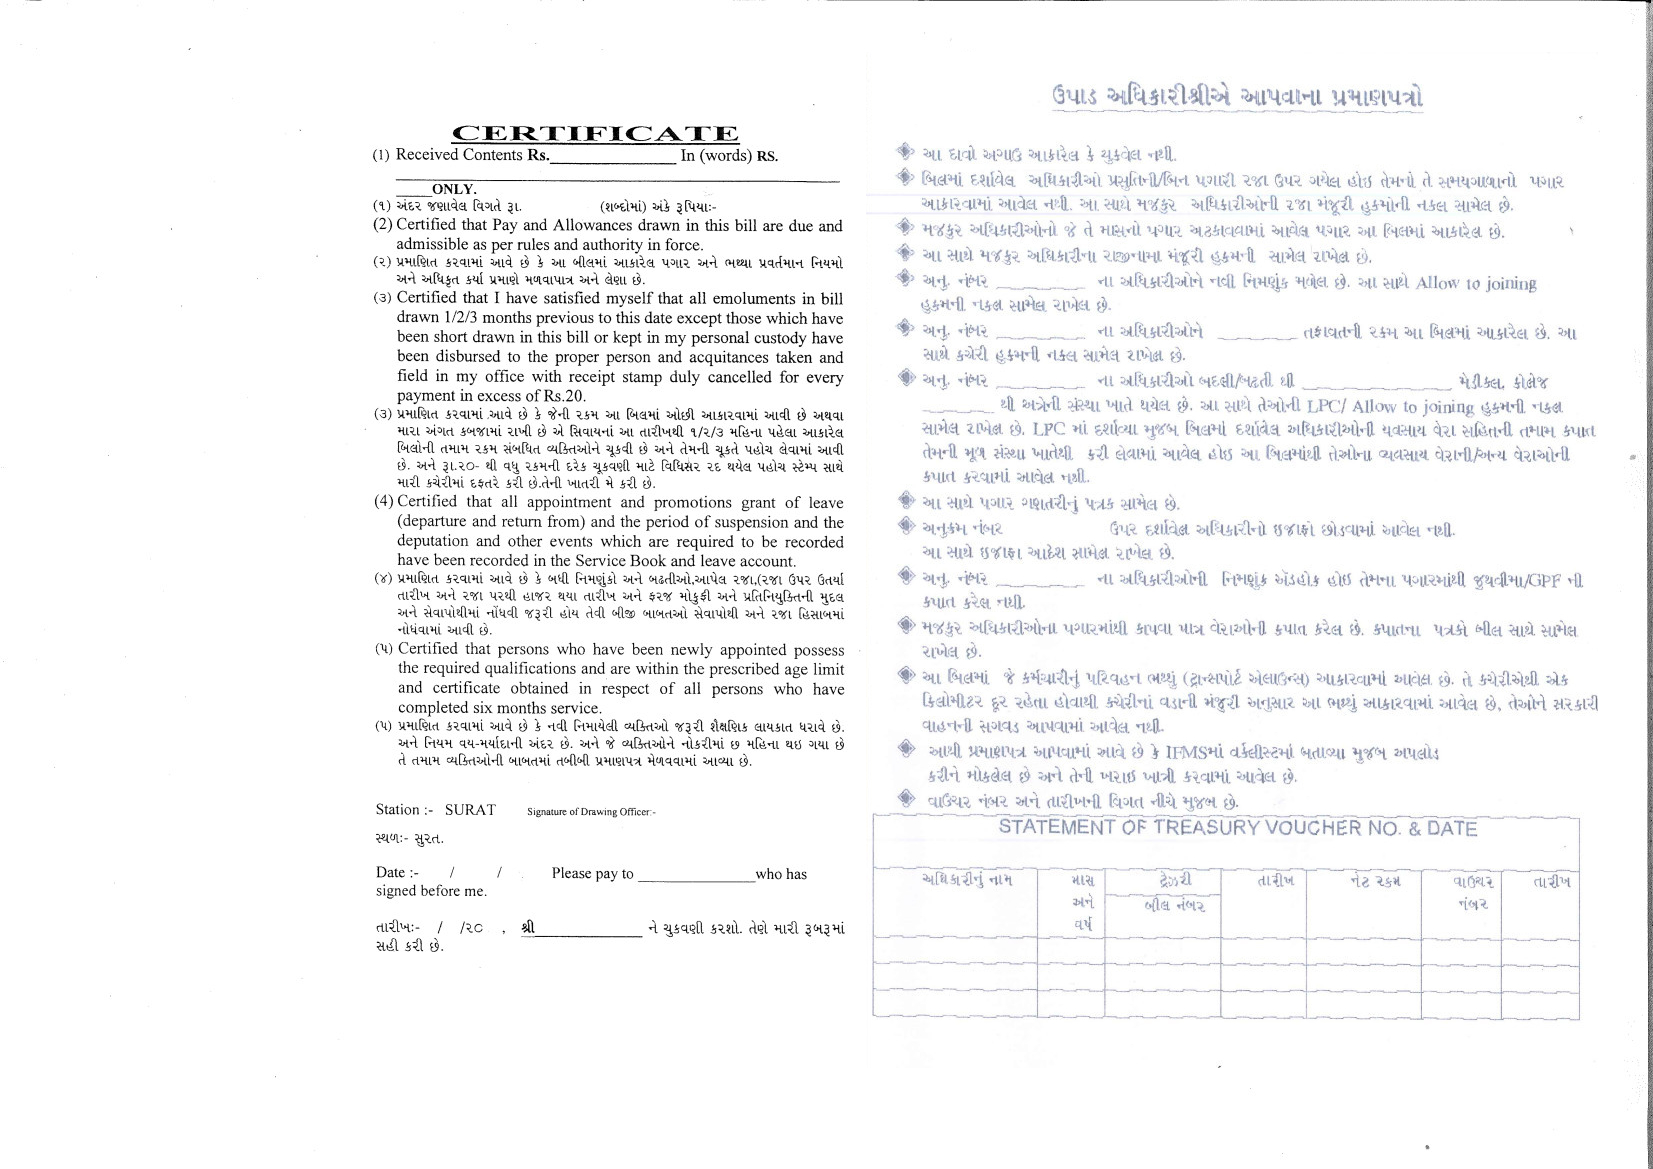 CERTIFICATE
(1) Received Contents Rs.________________ In (words) RS.
____ONLY.
(૧) અંદર જણાવેલ વિગતે રૂા. (શબ્દોમાં) અંકે રૂપિયાઃ-
(2) Certified that Pay and Allowances drawn in this bill are due and
admissible as per rules and authority in force.
(૨) પ્રમાણિત કરવામાં આવે છે કે આ બીલમાં આકારેલ પગાર અને ભથ્થા પ્રવર્તમાન નિયમો
અને અધિકૃત કર્યા પ્રમાણે મળવાપાત્ર અને લેણા છે.
(૩) Certified that I have satisfied myself that all emoluments in bill
drawn 1/2/3 months previous to this date except those which have
been short drawn in this bill or kept in my personal custody have
been disbursed to the proper person and acquitances taken and
field in my office with receipt stamp duly cancelled for every
payment in excess of Rs.20.
(૩) પ્રમાણિત કરવામાં આવે છે કે જેની રકમ આ બિલમાં ઓછી આકારવામાં આવી છે અથવા
મારા અંગત કબજામાં રાખી છે એ સિવાયનાં આ તારીખથી ૧/૨/૩ મહિના પહેલા આકારેલ
બિલોની તમામ રકમ સંબધિત વ્યક્તિઓને ચૂકવી છે અને તેમની ચૂકતે પહોચ લેવામાં આવી
છે. અને રૂા.૨૦- થી વધુ રકમની દરેક ચૂકવણી માટે વિધિસર રદ થયેલ પહોચ સ્ટેમ્પ સાથે
મારી કચેરીમાં દફતરે કરી છે.તેની ખાતરી મે કરી છે.
(4) Certified that all appointment and promotions grant of leave
(departure and return from) and the period of suspension and the
deputation and other events which are required to be recorded
have been recorded in the Service Book and leave account.
(૪) પ્રમાણિત કરવામાં આવે છે કે બધી નિમણુંકો અને બઢતીઓ,આપેલ રજા,(રજા ઉપર ઉતર્યા
તારીખ અને રજા પરથી હાજર થયા તારીખ અને ફરજ મોકુફી અને પ્રતિનિયુક્તિની મુદલ
અને સેવાપોથીમાં નોંધવી જરૂરી હોય તેવી બીજી બાબતઓ સેવાપોથી અને રજા હિસાબમાં
નોધંવામાં આવી છે.
(૫) Certified that persons who have been newly appointed possess
the required qualifications and are within the prescribed age limit
and certificate obtained in respect of all persons who have
completed six months service.
(૫) પ્રમાણિત કરવામાં આવે છે કે નવી નિમાયેલી વ્યક્તિઓ જરૂરી શૈક્ષણિક લાયકાત ધરાવે છે.
અને નિયમ વય-મર્યાદાની અંદર છે. અને જે વ્યક્તિઓને નોકરીમાં છ મહિના થઇ ગયા છે
તે તમામ વ્યક્તિઓની બાબતમાં તબીબી પ્રમાણપત્ર મેળવવામાં આવ્યા છે.
Station :- SURAT Signature of Drawing Officer:-
સ્થળઃ- સુરત.
Date :- / / Please pay to _______________who has
signed before me.
તારીખઃ- / /૨૦ , શ્રી______________ ને ચુકવણી કરશો. તેણે મારી રૂબરૂમાં
સહી કરી છે.
ઉપાડ અધિકારીશ્રીએ આપવાના પ્રમાણપત્રો
આ દાવો અગાઉ આકારેલ કે ચુકવેલ નથી.
બિલમાં દર્શાવેલ અધિકારીઓ પ્રસુતિની/બિન પગારી રજા ઉપર ગયેલ હોઇ તેમનો તે સમયગાળાનો પગાર
આકારવામાં આવેલ નથી. આ સાથે મજકુર અધિકારીઓની રજા મંજૂરી હુકમોની નકલ સામેલ છે.
મજકુર અધિકારીઓનો જે તે માસનો પગાર અટકાવવામાં આવેલ પગાર આ બિલમાં આકારેલ છે.
આ સાથે મજકુર અધિકારીના રાજીનામા મંજૂરી હુકમની સામેલ રાખેલ છે.
અનુ. નંબર ___________ ના અધિકારીઓને નવી નિમણુંક મળેલ છે. આ સાથે Allow to joining
હુકમની નકલ સામેલ રાખેલ છે.
અનુ. નંબર ___________ ના અધિકારીઓને __________ તફાવતની રકમ આ બિલમાં આકારેલ છે. આ
સાથે કચેરી હુકમની નકલ સામેલ રાખેલ છે.
અનુ. નંબર ___________ ના અધિકારીઓ બદલી/બઢતી થી __________________ મેડીકલ, કોલેજ
_________ થી અત્રેની સંસ્થા ખાતે થયેલ છે. આ સાથે તેઓની LPC/ Allow to joining હુકમની નકલ
સામેલ રાખેલ છે. LPC માં દર્શાવ્યા મુજબ બિલમાં દર્શાવેલ અધિકારીઓની વ્યવસાય વેરા સહિતની તમામ કપાત
તેમની મૂળ સંસ્થા ખાતેથી કરી લેવામાં આવેલ હોઇ આ બિલમાંથી તેઓના વ્યવસાય વેરાની/અન્ય વેરાઓની
કપાત કરવામાં આવેલ નથી.
આ સાથે પગાર ગણતરીનું પત્રક સામેલ છે.
અનુક્રમ નંબર ઉપર દર્શાવેલ અધિકારીનો ઇજાફો છોડવામાં આવેલ નથી.
આ સાથે ઇજાફા આદેશ સામેલ રાખેલ છે.
અનુ. નંબર ___________ ના અધિકારીઓની નિમણુંક એડહોક હોઇ તેમના પગારમાંથી જુથવીમા/GPF ની
કપાત કરેલ નથી.
મજકુર અધિકારીઓના પગારમાંથી કાપવા પાત્ર વેરાઓની કપાત કરેલ છે. કપાતના પત્રકો બીલ સાથે સામેલ
રાખેલ છે.
આ બિલમાં જે કર્મચારીનું પરિવહન ભથ્થું (ટ્રાન્સપોર્ટ એલાઉન્સ) આકારવામાં આવેલ છે. તે કચેરીએથી એક
કિલોમીટર દૂર રહેતા હોવાથી કચેરીનાં વડાની મંજુરી અનુસાર આ ભથ્થું આકારવામાં આવેલ છે, તેઓને સરકારી
વાહનની સગવડ આપવામાં આવેલ નથી.
આથી પ્રમાણપત્ર આપવામાં આવે છે કે IFMSમાં વર્કલીસ્ટમાં બતાવ્યા મુજબ અપલોડ
કરીને મોકલેલ છે અને તેની ખરાઇ ખાત્રી કરવામાં આવેલ છે.
વાઉચર નંબર અને તારીખની વિગત નીચે મુજબ છે.
STATEMENT OF TREASURY VOUCHER NO. & DATE
અધિકારીનું નામ માસ ટ્રેઝરી તારીખ નેટ રકમ વાઉચર તારીખ
અને બીલ નંબર નંબર
વર્ષ